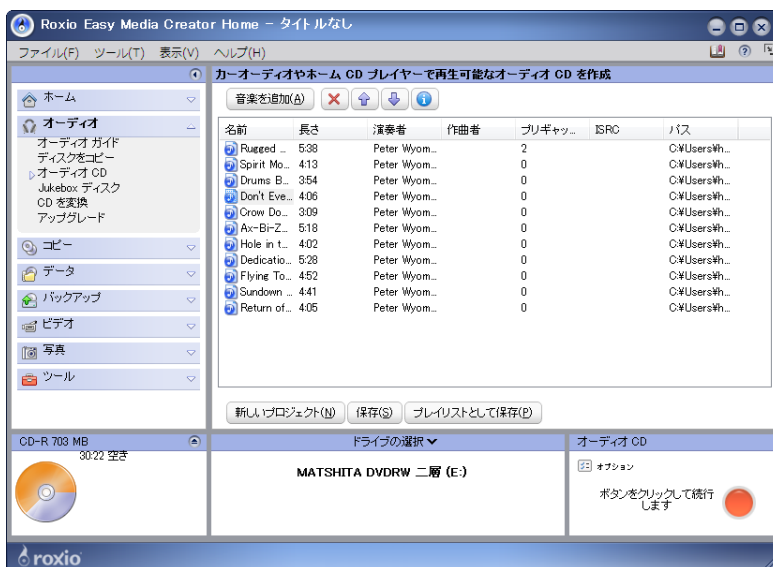 Roxio Easy Media Creator Home - タイトルなし
ファイル(F) ツール(T) 表示(V) ヘルプ(H)
カーオーディオやホーム CD プレイヤーで再生可能なオーディオ CD を作成
ホーム
オーディオ
オーディオ ガイド
ディスクをコピー
オーディオ CD
Jukebox ディスク
CD を変換
アップグレード
コピー
データ
バックアップ
ビデオ
写真
ツール
音楽を追加(A)
名前 長さ 演奏者 作曲者 プリギャッ... ISRC パス
Rugged ... 5:38 Peter Wyom... 2 C:¥Users¥h...
Spirit Mo... 4:13 Peter Wyom... 0 C:¥Users¥h...
Drums B... 3:54 Peter Wyom... 0 C:¥Users¥h...
Don't Eve... 4:06 Peter Wyom... 0 C:¥Users¥h...
Crow Do... 3:09 Peter Wyom... 0 C:¥Users¥h...
Ax-Bi-Z... 5:18 Peter Wyom... 0 C:¥Users¥h...
Hole in t... 4:02 Peter Wyom... 0 C:¥Users¥h...
Dedicatio... 5:28 Peter Wyom... 0 C:¥Users¥h...
Flying To... 4:52 Peter Wyom... 0 C:¥Users¥h...
Sundown ... 4:41 Peter Wyom... 0 C:¥Users¥h...
Return of... 4:05 Peter Wyom... 0 C:¥Users¥h...
新しいプロジェクト(N) 保存(S) プレイリストとして保存(P)
CD-R 703 MB
30:22 空き
ドライブの選択
MATSHITA DVDRW 二層 (E:)
オーディオ CD
オプション
ボタンをクリックして続行
します
roxio